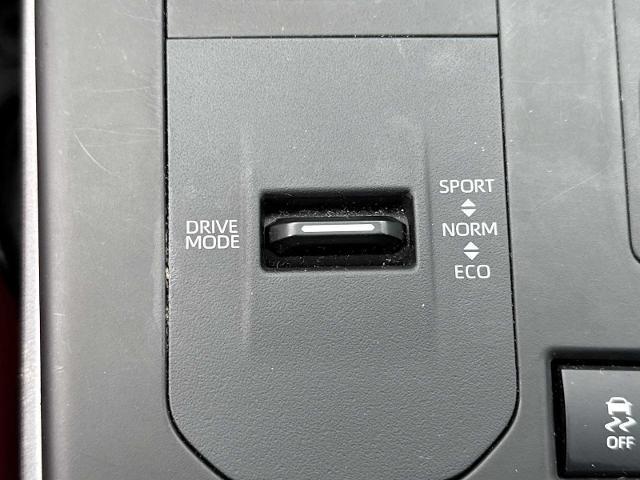 DRIVE
MODE
SPORT
NORM
ECO
OFF